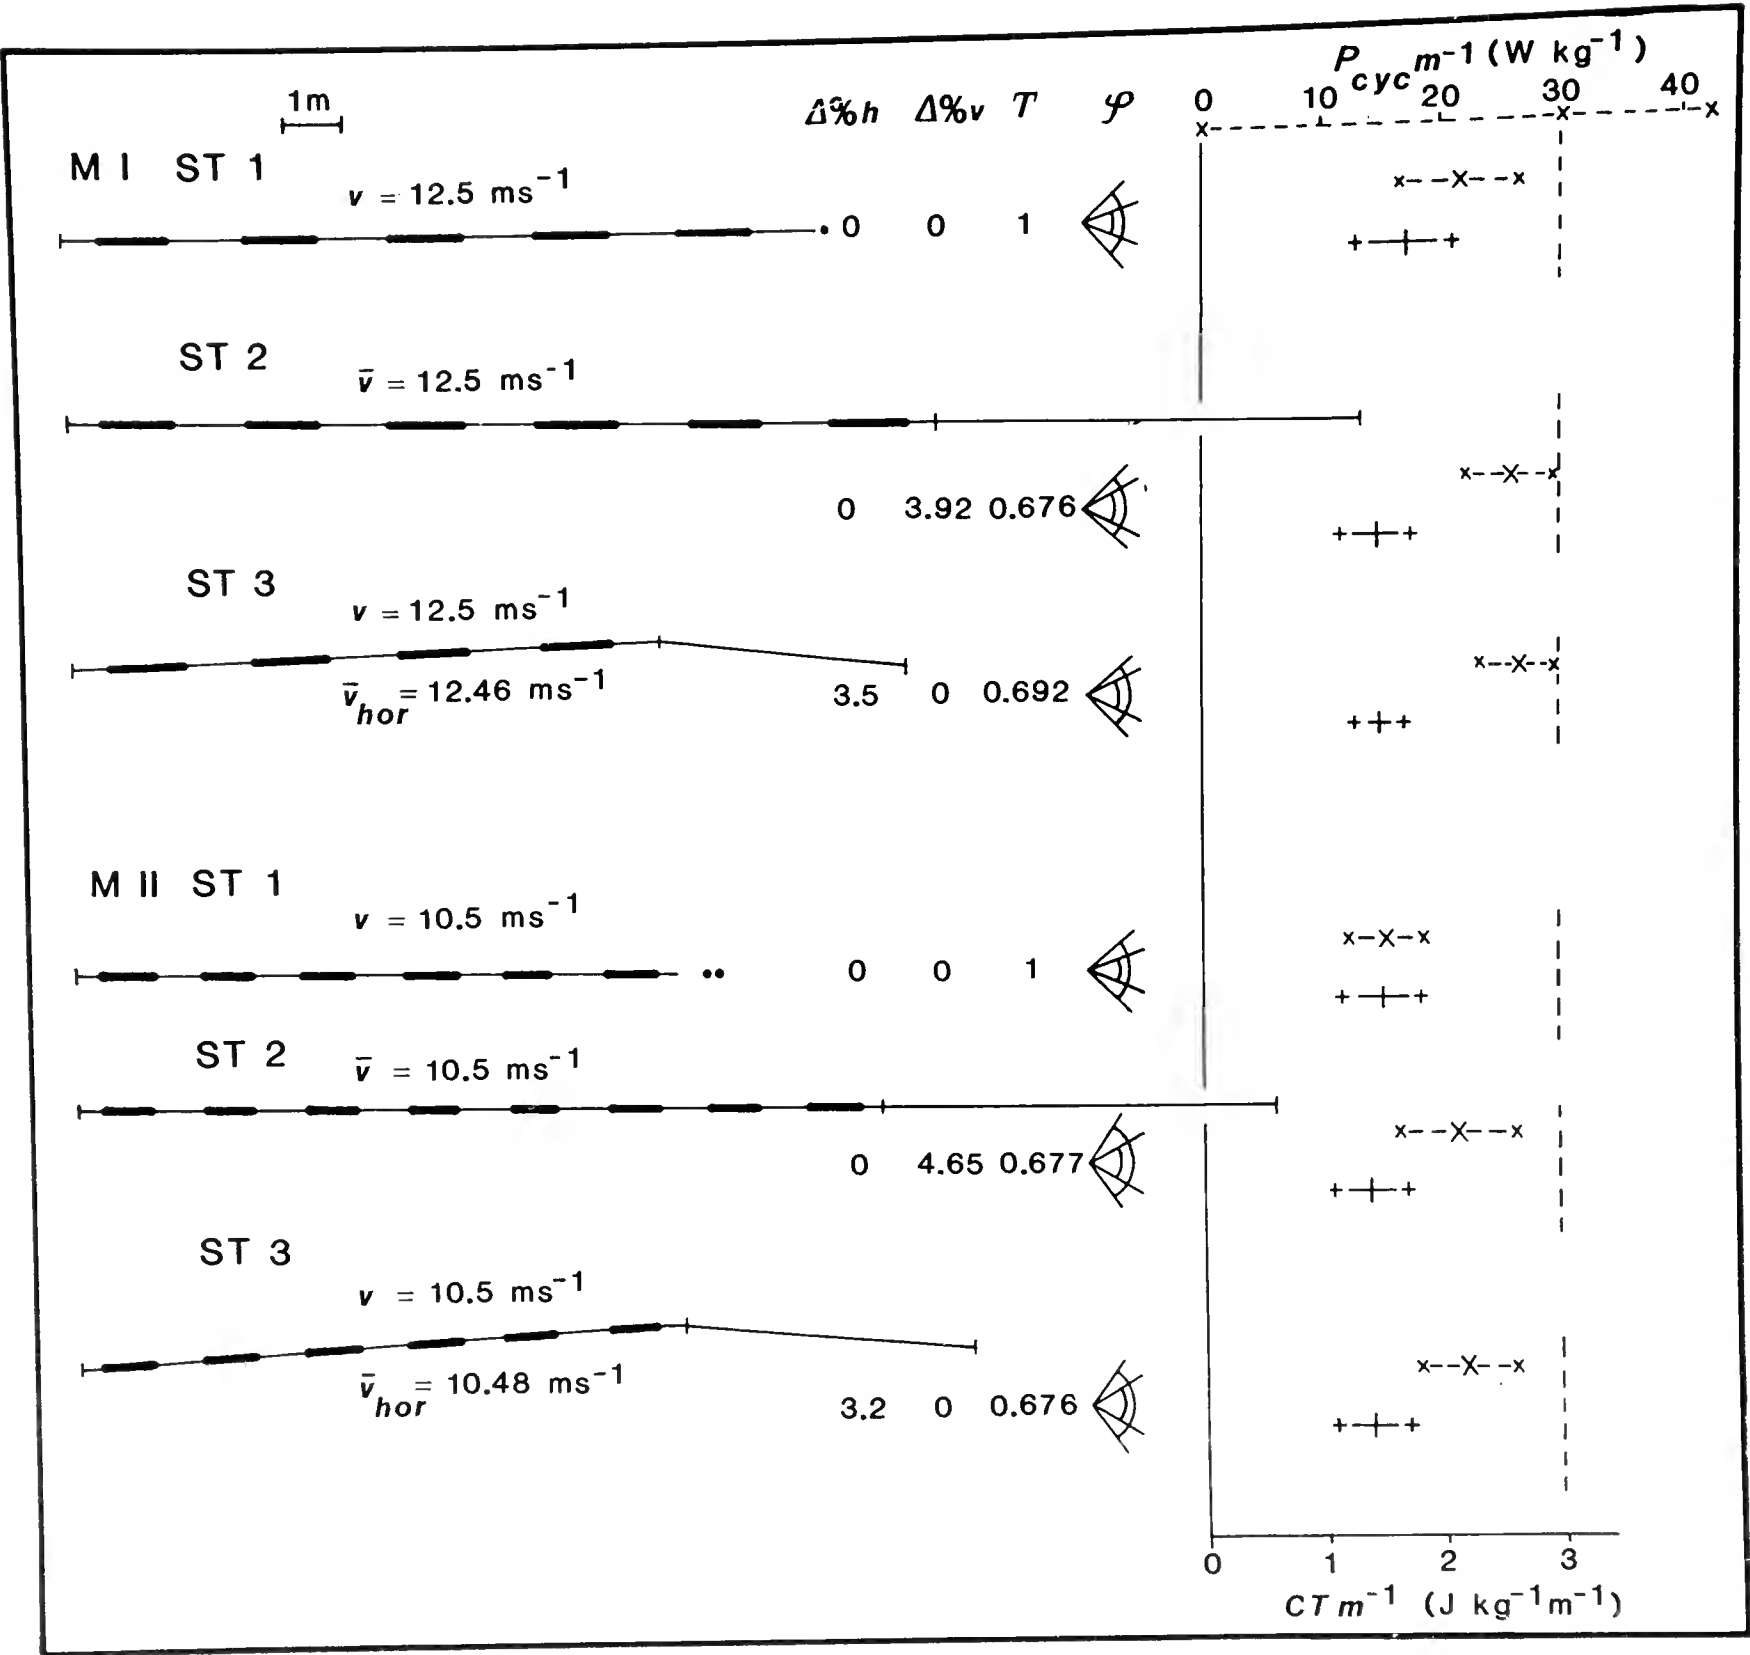 P_cyc m⁻¹ (W kg⁻¹)
1m Δ%h Δ%v T φ 0 10 20 30 40
M I ST 1
v = 12.5 ms⁻¹
0 0 1
ST 2
v̄ = 12.5 ms⁻¹
0 3.92 0.676
ST 3
v = 12.5 ms⁻¹
v̄_hor = 12.46 ms⁻¹ 3.5 0 0.692
M II ST 1
v = 10.5 ms⁻¹
0 0 1
ST 2
v̄ = 10.5 ms⁻¹
0 4.65 0.677
ST 3
v = 10.5 ms⁻¹
v̄_hor = 10.48 ms⁻¹
3.2 0 0.676
0 1 2 3
CT m⁻¹ (J kg⁻¹m⁻¹)